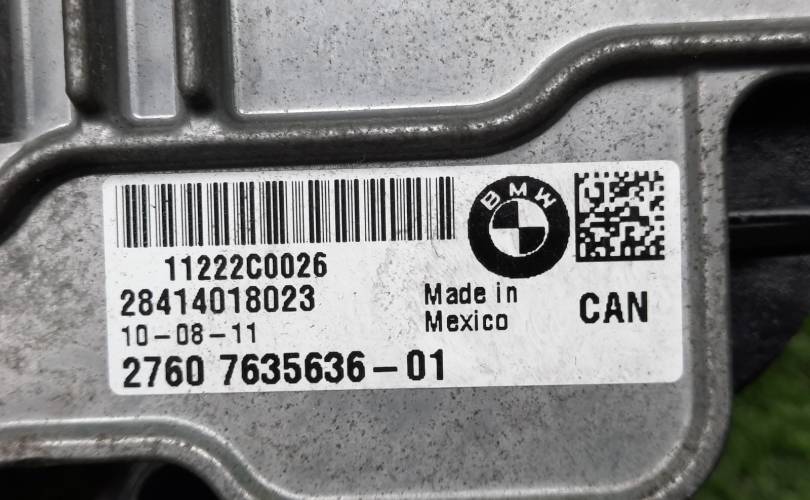 BMW
11222C0026
28414018023
Made in
Mexico
CAN
10-08-11
2760 7635636-01